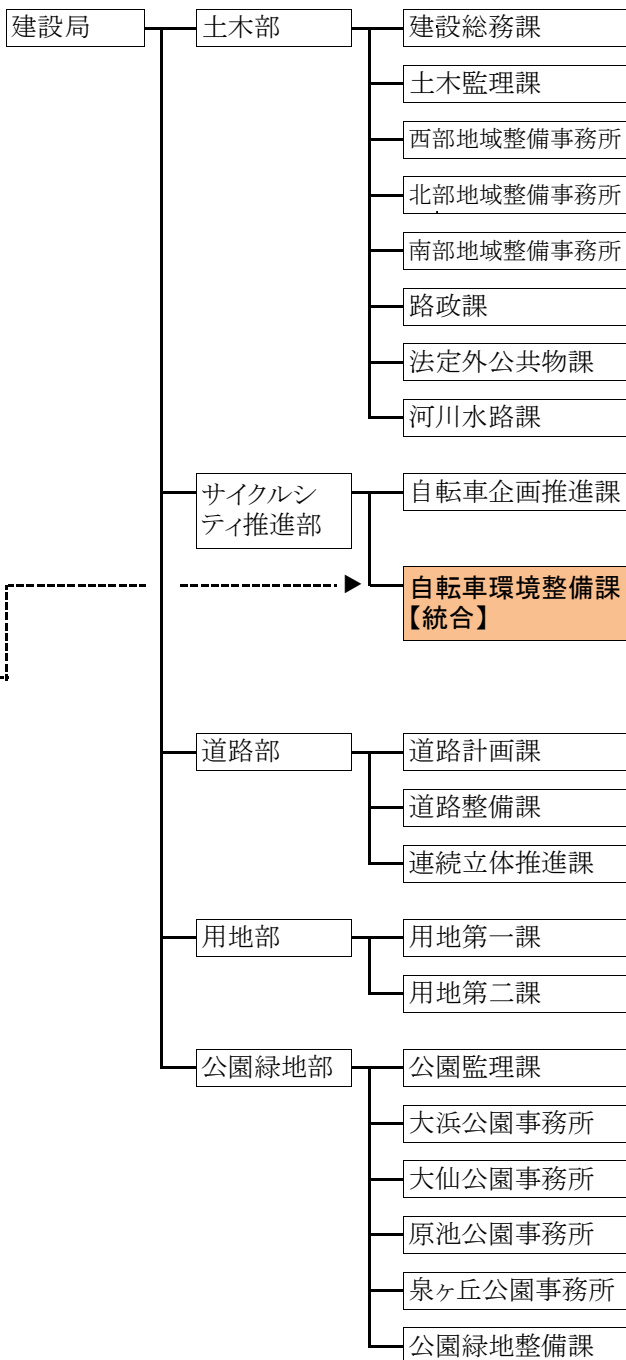 建設局
土木部
建設総務課
土木監理課
西部地域整備事務所
北部地域整備事務所
南部地域整備事務所
路政課
法定外公共物課
河川水路課
サイクルシ
ティ推進部
自転車企画推進課
自転車環境整備課
【統合】
道路部
道路計画課
道路整備課
連続立体推進課
用地部
用地第一課
用地第二課
公園緑地部
公園監理課
大浜公園事務所
大仙公園事務所
原池公園事務所
泉ヶ丘公園事務所
公園緑地整備課